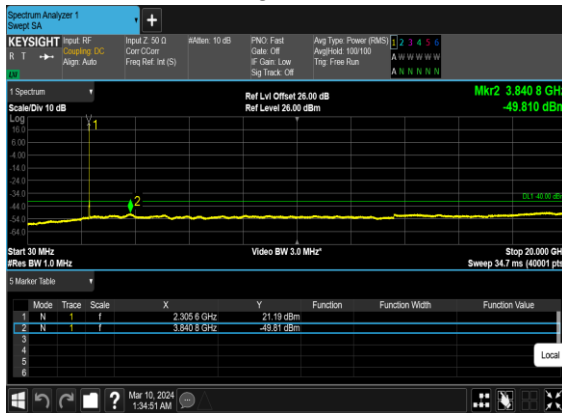 Spectrum Analyzer 1
Swept SA
+
KEYSIGHT Input: RF Input Z: 50 Ω #Atten: 10 dB PNO: Fast Avg Type: Power (RMS) 1 2 3 4 5 6
R T Coupling: DC Corr CCorr Gate: Off Avg|Hold: 100/100 A W W W W W
Align: Auto Freq Ref: Int (S) IF Gain: Low Trig: Free Run
Sig Track: Off A N N N N N
1 Spectrum Ref Lvl Offset 26.00 dB Mkr2 3.840 8 GHz
Scale/Div 10 dB Ref Level 26.00 dBm -49.810 dBm
Log
16.0
6.00
-4.00
-14.0
-24.0
-34.0
-44.0
-54.0
-64.0
1
2
Start 30 MHz Video BW 3.0 MHz* Stop 20.000 GHz
#Res BW 1.0 MHz Sweep 34.7 ms (40001 pts)
5 Marker Table
Mode Trace Scale X Y Function Function Width Function Value
1 N 1 f 2.305 6 GHz 21.19 dBm
2 N 1 f 3.840 8 GHz -49.81 dBm
3
4
5
6
Local
? Mar 10, 2024
1:34:51 AM